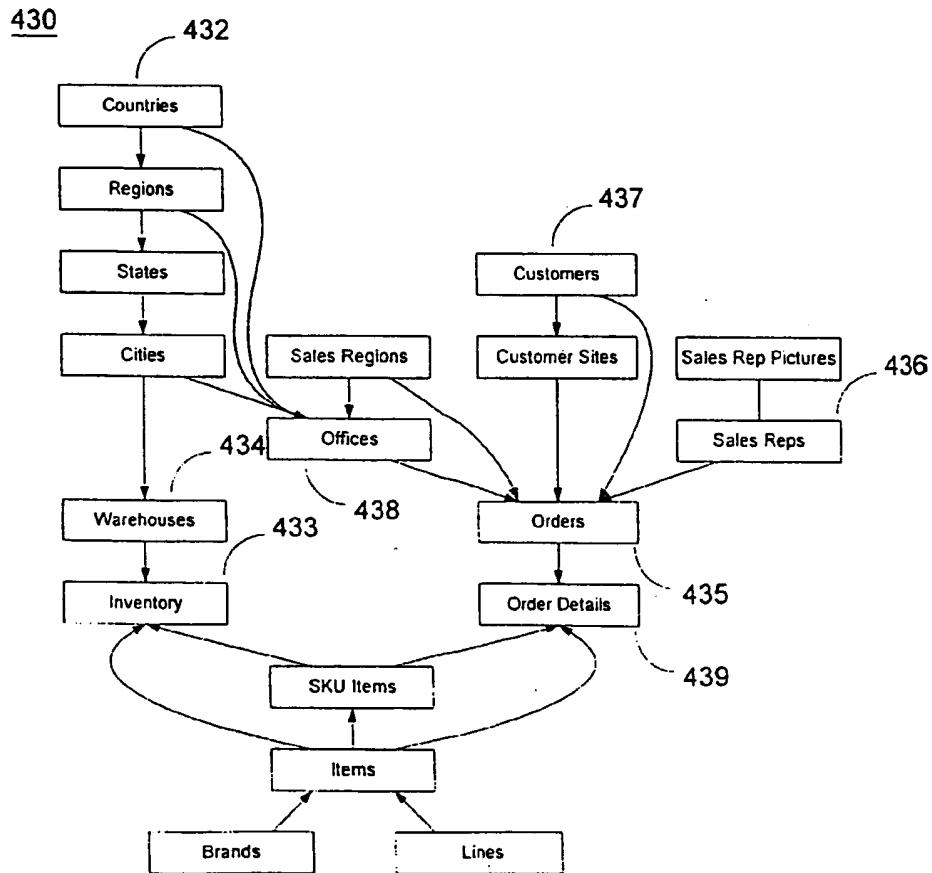 430
432
Countries
Regions
437
States
Customers
Cities
Sales Regions
Customer Sites
Sales Rep Pictures
436
434
Offices
Sales Reps
438
Warehouses
433
Orders
Inventory
435
Order Details
SKU Items
439
Items
Brands
Lines